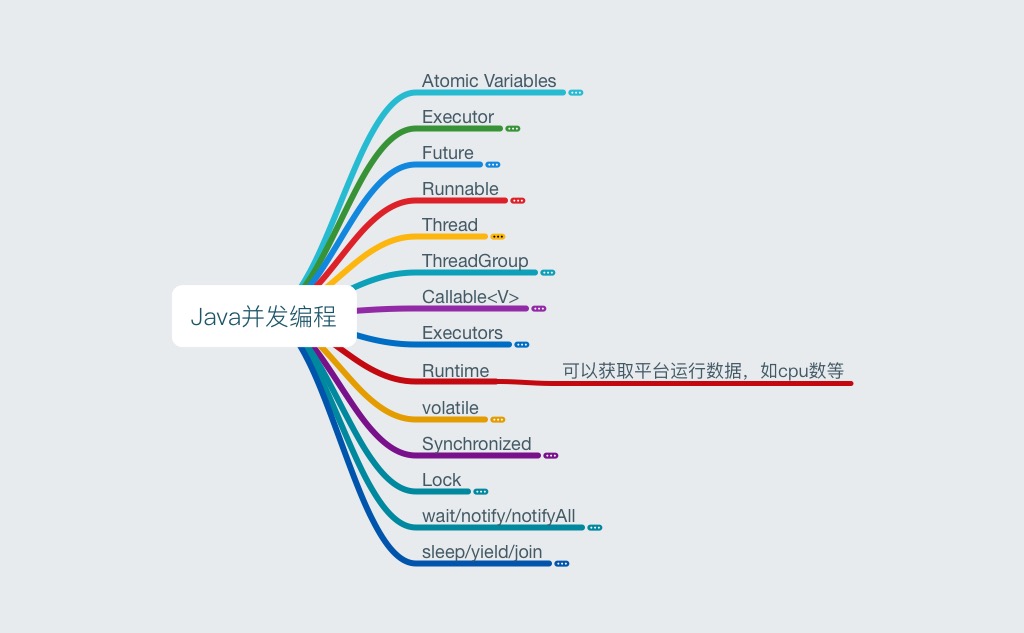 Atomic Variables
Executor
Future
Runnable
Thread
ThreadGroup
Callable<V>
Java并发编程
Executors
Runtime
可以获取平台运行数据，如cpu数等
volatile
Synchronized
Lock
wait/notify/notifyAll
sleep/yield/join